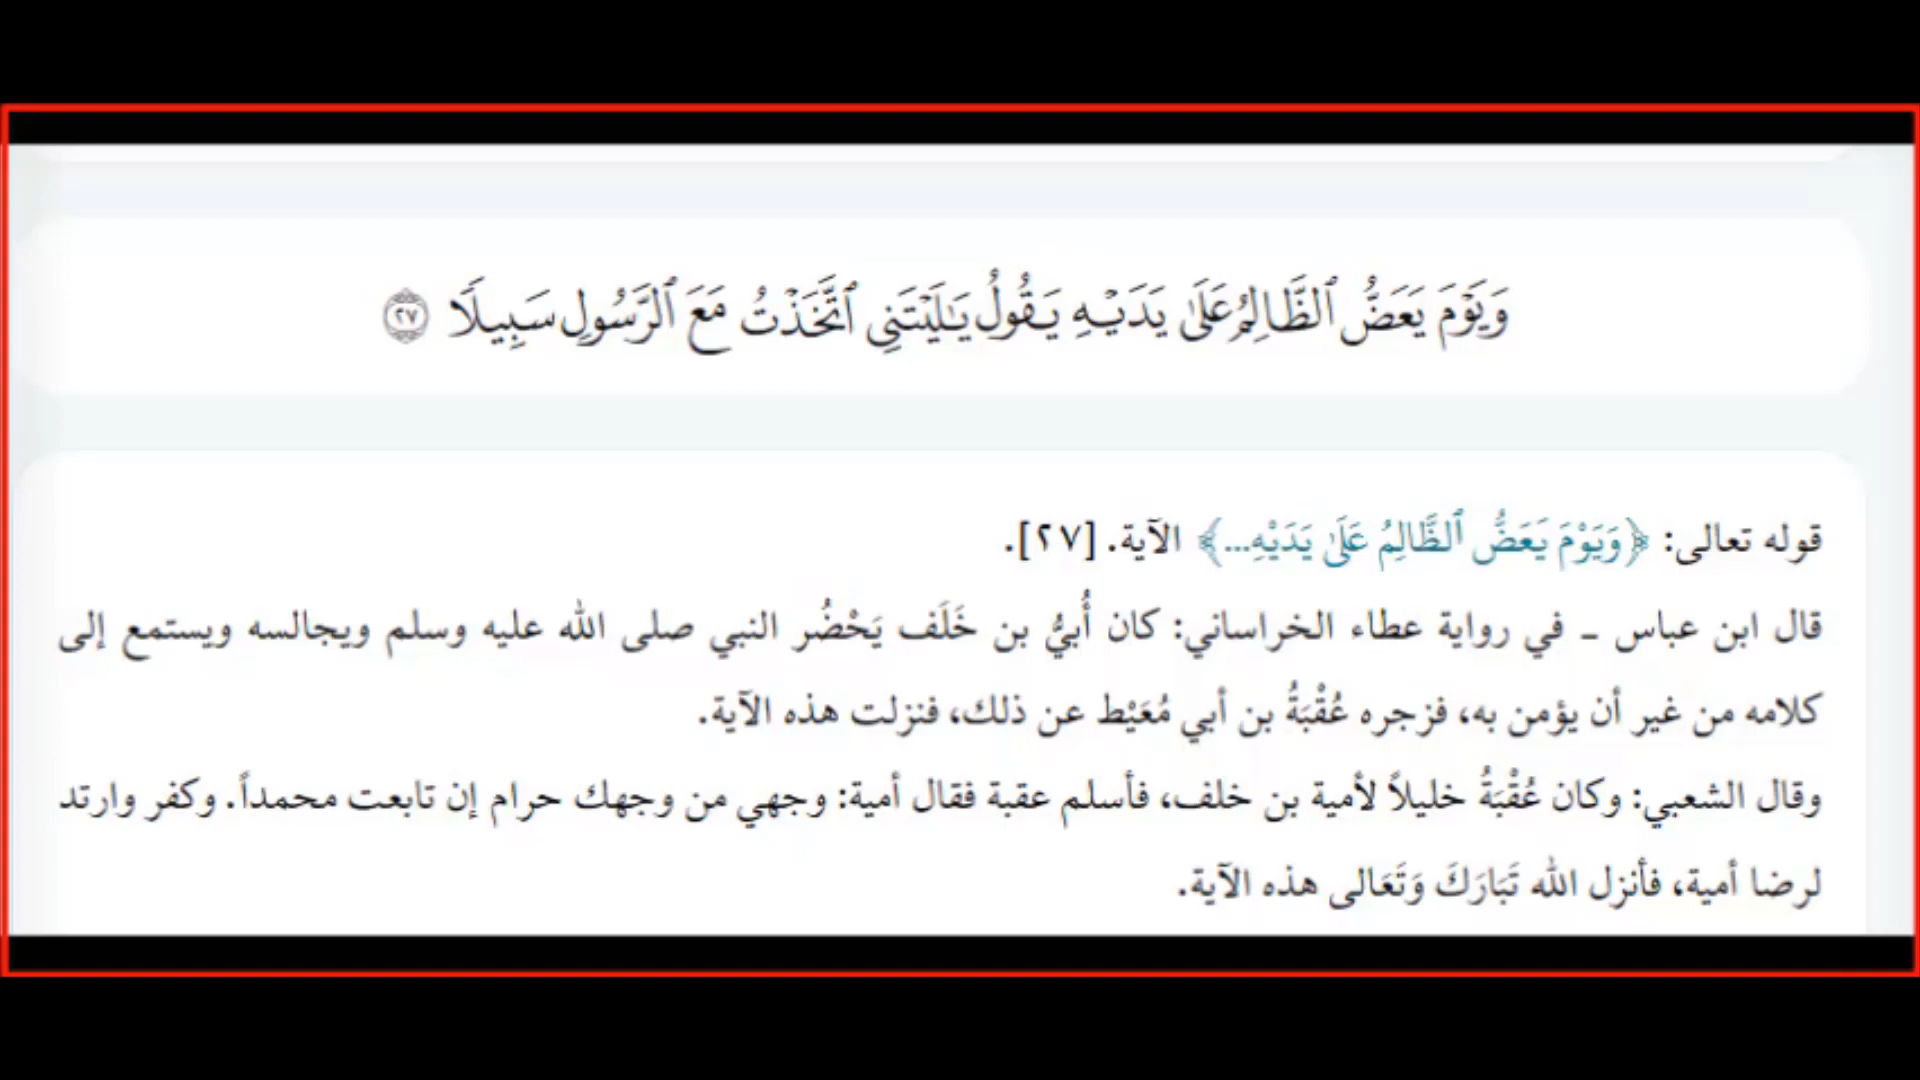 وَيَوْمَ يَعَضُّ ٱلظَّالِمُ عَلَىٰ يَدَيْهِ يَقُولُ يَٰلَيْتَنِى ٱتَّخَذْتُ مَعَ ٱلرَّسُولِ سَبِيلًا ٢٧
قوله تعالى: ﴿وَيَوْمَ يَعَضُّ ٱلظَّالِمُ عَلَىٰ يَدَيْهِ...﴾ الآية. [٢٧].
قال ابن عباس ـ في رواية عطاء الخراساني: كان أُبيُّ بن خَلَف يَحْضُر النبي صلى الله عليه وسلم ويجالسه ويستمع إلى
كلامه من غير أن يؤمن به، فزجره عُقْبَةُ بن أبي مُعَيْط عن ذلك، فنزلت هذه الآية.
وقال الشعبي: وكان عُقْبَةُ خليلاً لأمية بن خلف، فأسلم عقبة فقال أمية: وجهي من وجهك حرام إن تابعت محمداً. وكفر وارتد
لرضا أمية، فأنزل الله تَبَارَكَ وَتَعَالى هذه الآية.